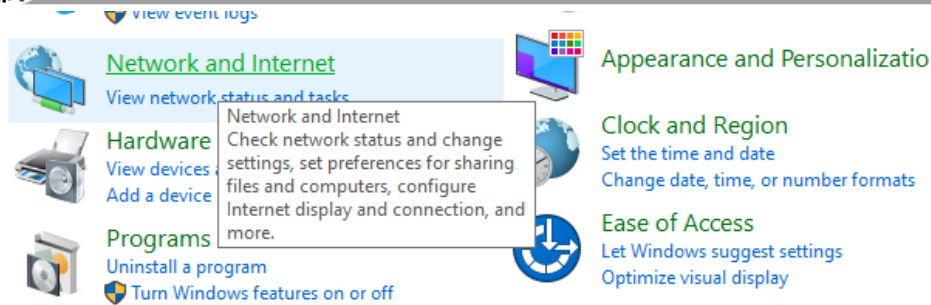 View event logs
Network and Internet
View network status and tasks
Network and Internet
Check network status and change
settings, set preferences for sharing
files and computers, configure
Internet display and connection, and
more.
Hardware
View devices
Add a device
Programs
Uninstall a program
Turn Windows features on or off
Appearance and Personalizatio
Clock and Region
Set the time and date
Change date, time, or number formats
Ease of Access
Let Windows suggest settings
Optimize visual display